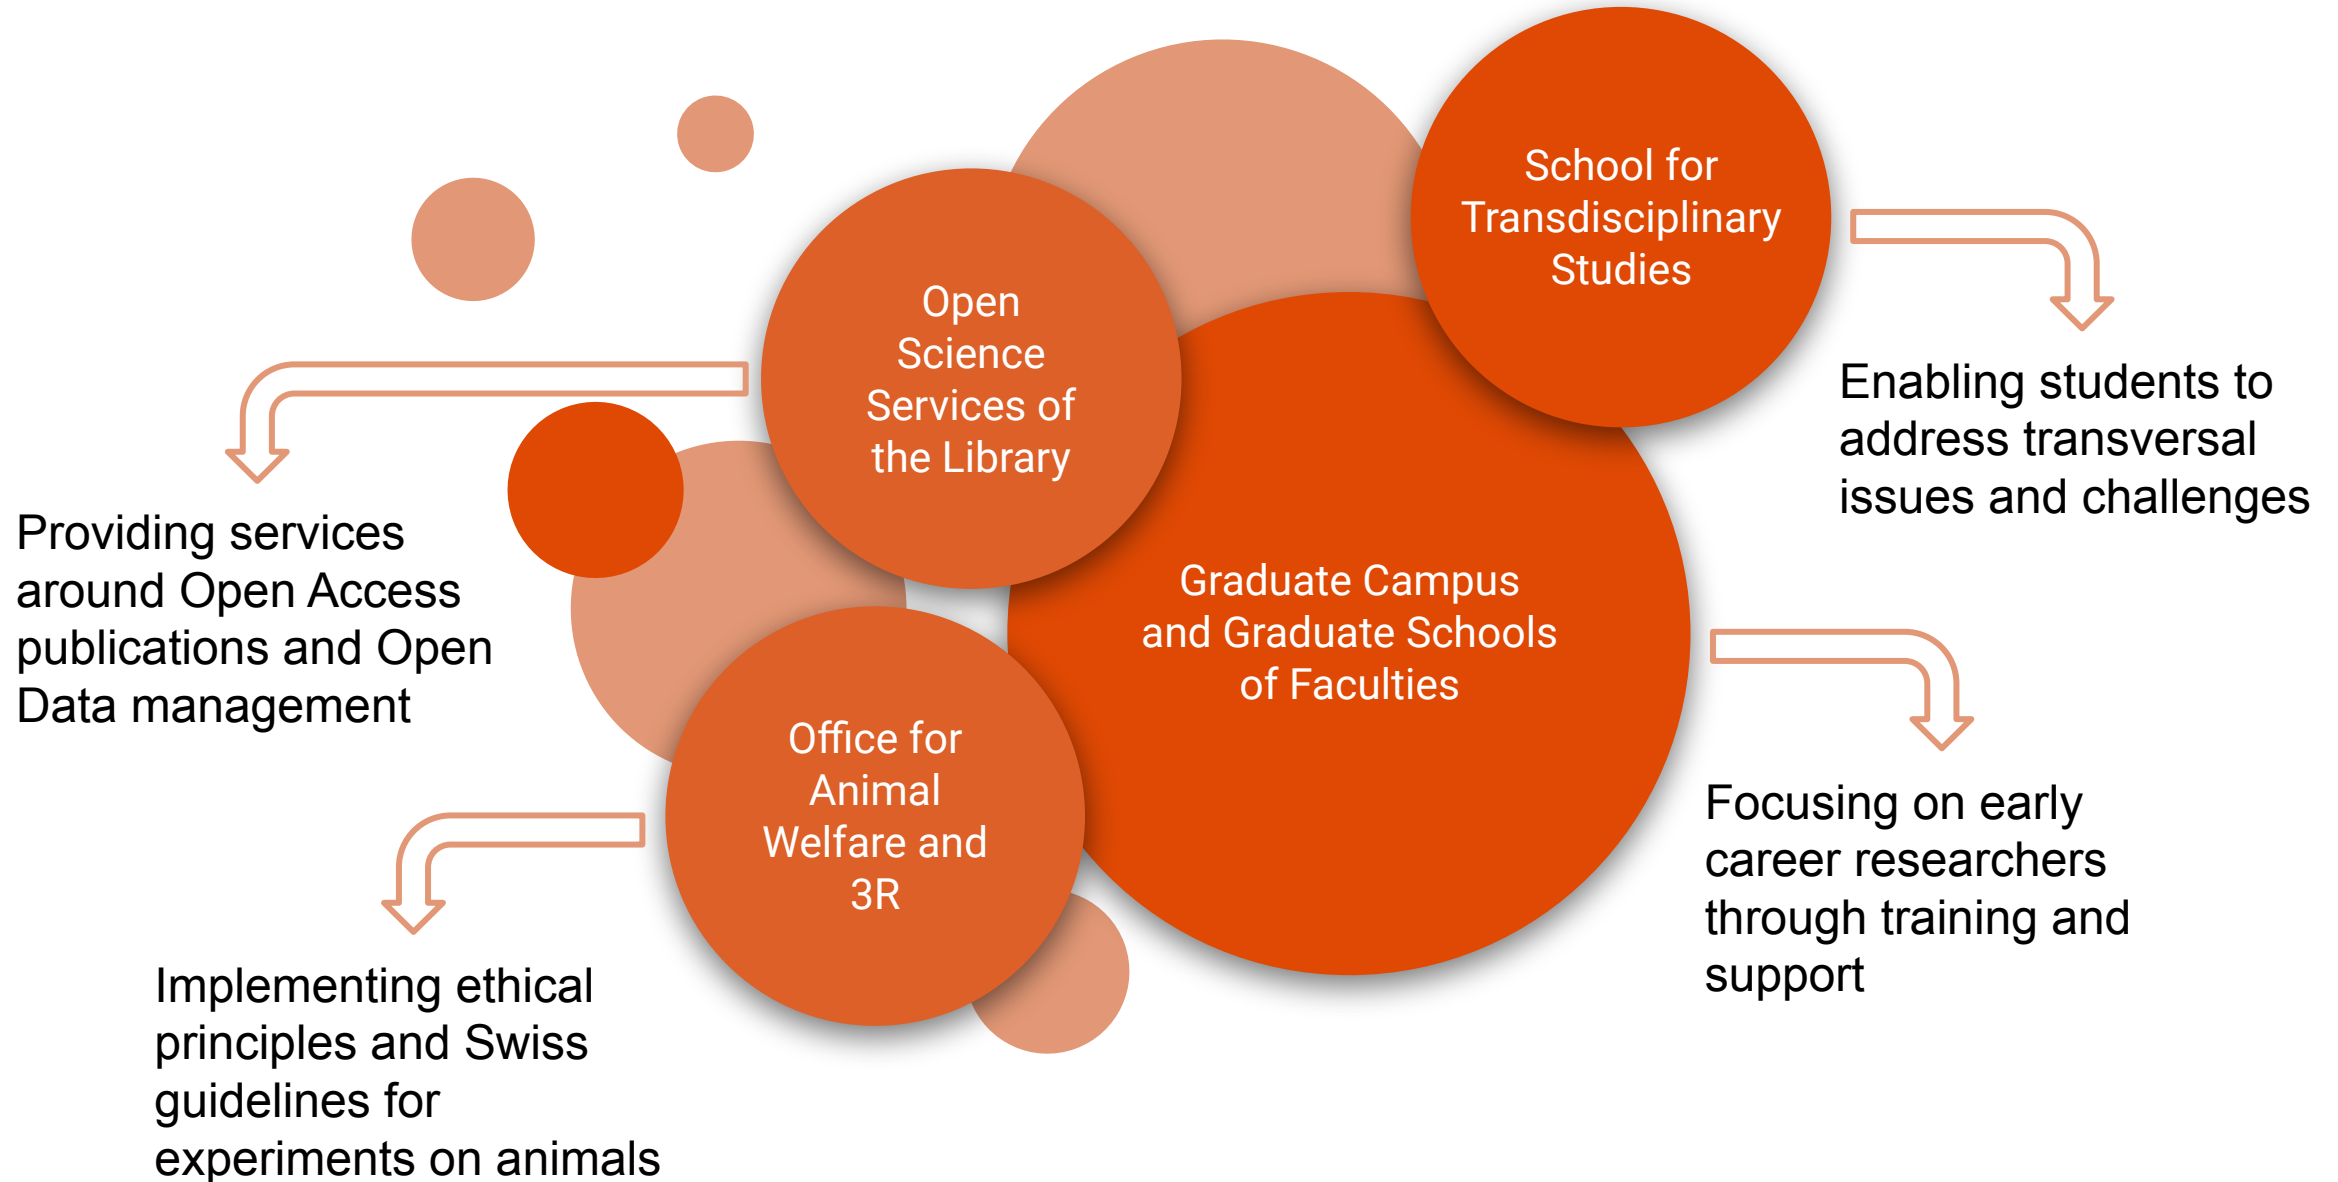 School for
Transdisciplinary
Studies
Open
Science
Services of
the Library
Enabling students to
address transversal
issues and challenges
Providing services
around Open Access
publications and Open
Data management
Graduate Campus
and Graduate Schools
of Faculties
Office for
Animal
Welfare and
3R
Focusing on early
career researchers
through training and
support
Implementing ethical
principles and Swiss
guidelines for
experiments on animals